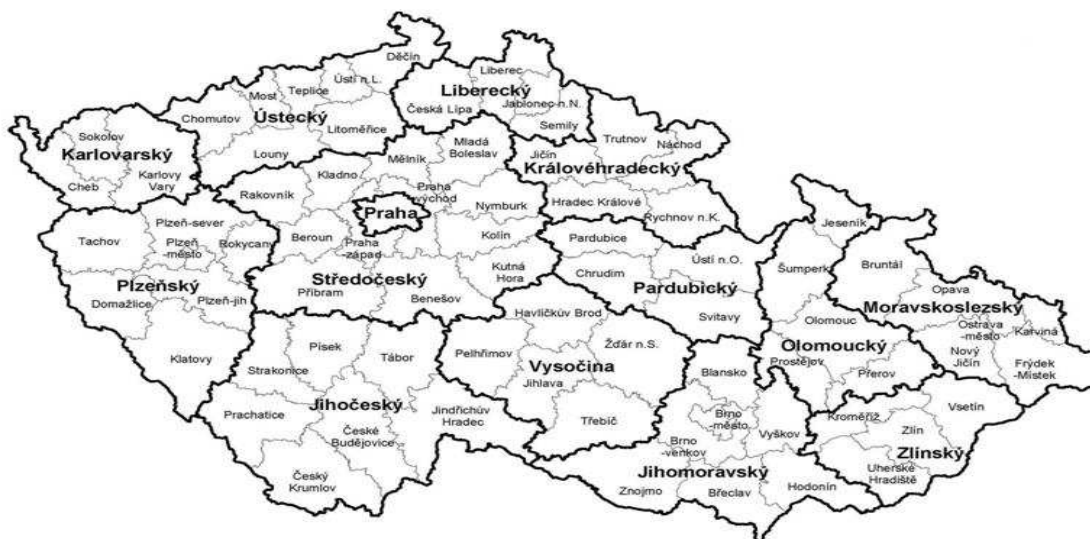 Děčín
Liberec
Ústí n.L.
Teplice
Most
Liberecký
Česká Lípa
Jablonec n.N.
Chomutov
Ústecký
Litoměřice
Semily
Trutnov
Sokolov
Náchod
Karlovarský
Louny
Mladá
Boleslav
Jičín
Mělník
Královéhradecký
Karlovy
Vary
Cheb
Kladno
Rakovník
Praha
východ
Nymburk
Hradec Králové
Praha
Rychnov n.K.
Jeseník
Plzeň-sever
Tachov
Plzeň
-město
Rokycany
Beroun
Praha
-západ
Kolín
Pardubice
Ústí n.O.
Šumperk
Bruntál
Středočeský
Kutná
Hora
Chrudim
Plzeňský
Pardubický
Opava
Příbram
Benešov
Plzeň-jih
Domažlice
Moravskoslezský
Havlíčkův Brod
Svitavy
Olomouc
Ostrava
-město
Karviná
Písek
Žďár n.S.
Olomoucký
Klatovy
Tábor
Pelhřimov
Vysočina
Prostějov
Nový
Jičín
Frýdek
-Místek
Strakonice
Jihlava
Blansko
Přerov
Jihočeský
Prachatice
Jindřichův
Hradec
Třebíč
Brno
-město
Kroměříž
Vsetín
České
Budějovice
Vyškov
Zlín
Brno
-venkov
Zlínský
Jihomoravský
Uherské
Hradiště
Český
Krumlov
Znojmo
Břeclav
Hodonín